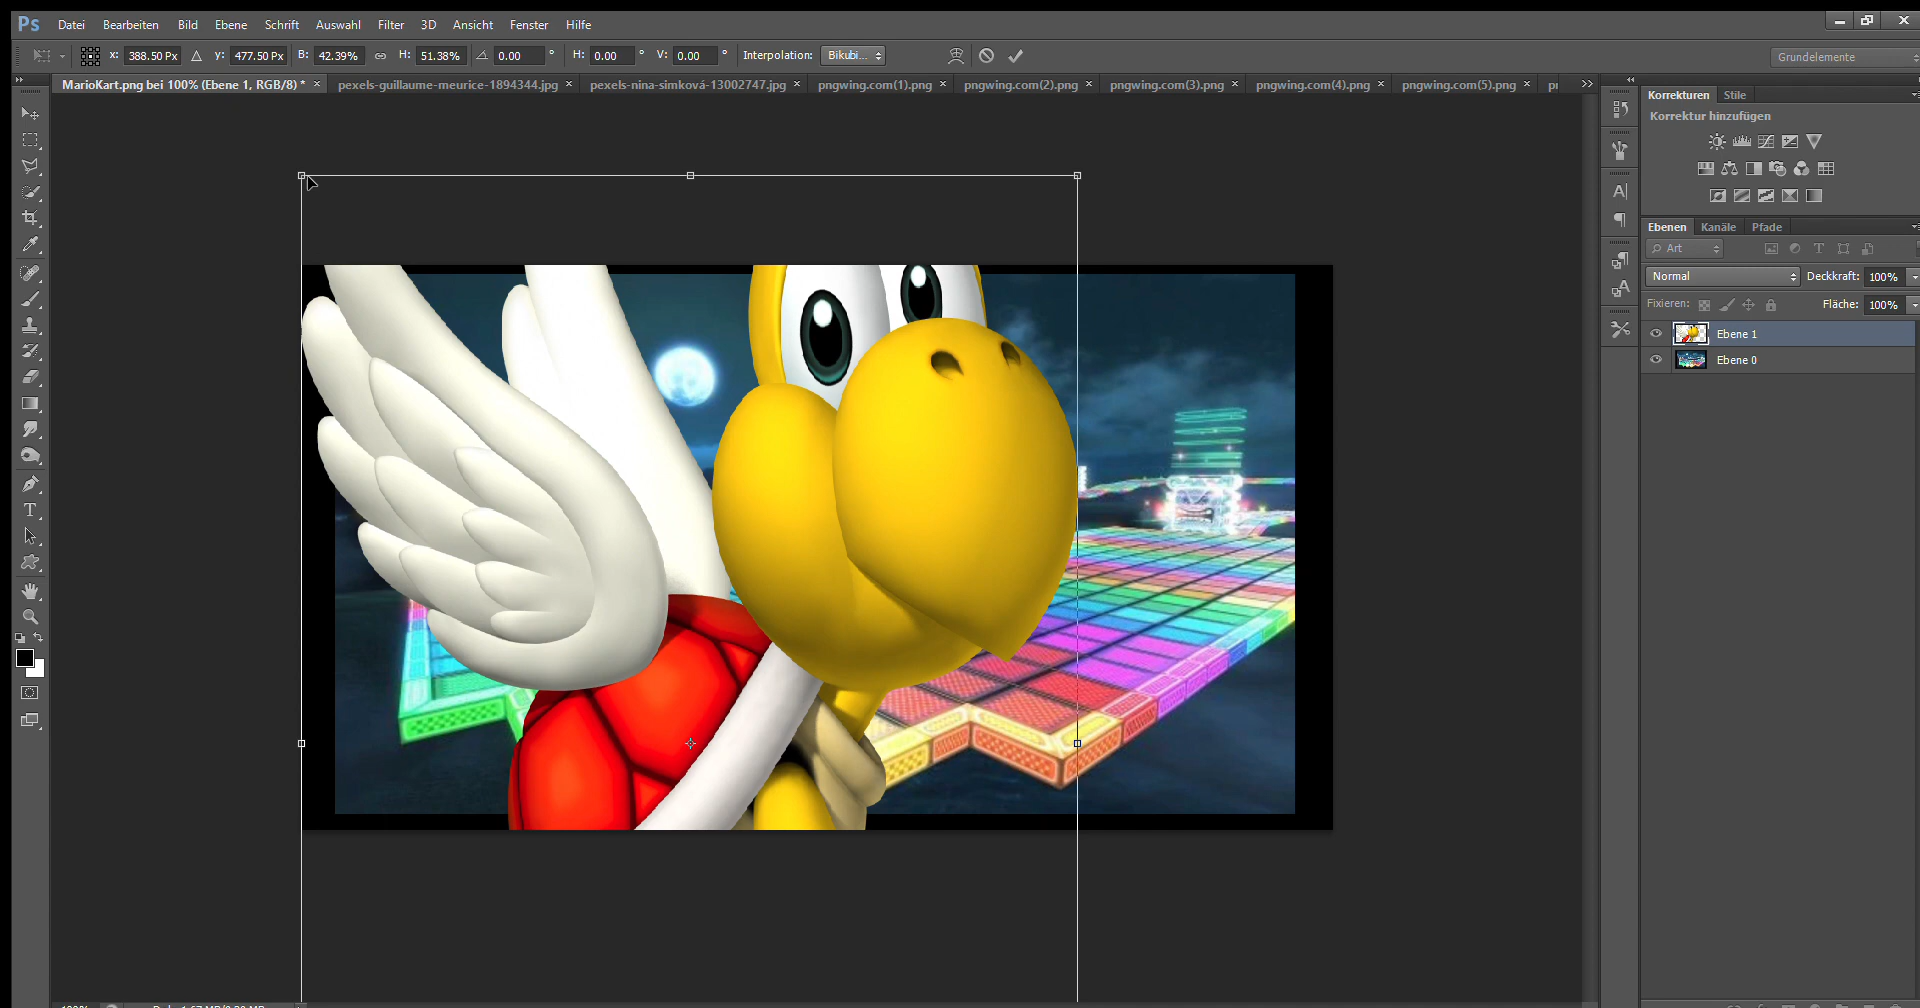 Ps Datei Bearbeiten Bild Ebene Schrift Auswahl Filter 3D Ansicht Fenster Hilfe
x: 388.50 Px y: 477.50 Px B: 42.39% H: 51.38% 0.00 ° H: 0.00 ° V: 0.00 ° Interpolation: Bikubi... Grundelemente
MarioKart.png bei 100% (Ebene 1, RGB/8) * × pexels-guillaume-meurice-1894344.jpg × pexels-nina-simková-13002747.jpg × pngwing.com(1).png × pngwing.com(2).png × pngwing.com(3).png × pngwing.com(4).png × pngwing.com(5).png ×
Korrekturen Stile
Korrektur hinzufügen
Ebenen Kanäle Pfade
Art
Normal Deckkraft: 100%
Fixieren: Fläche: 100%
Ebene 1
Ebene 0